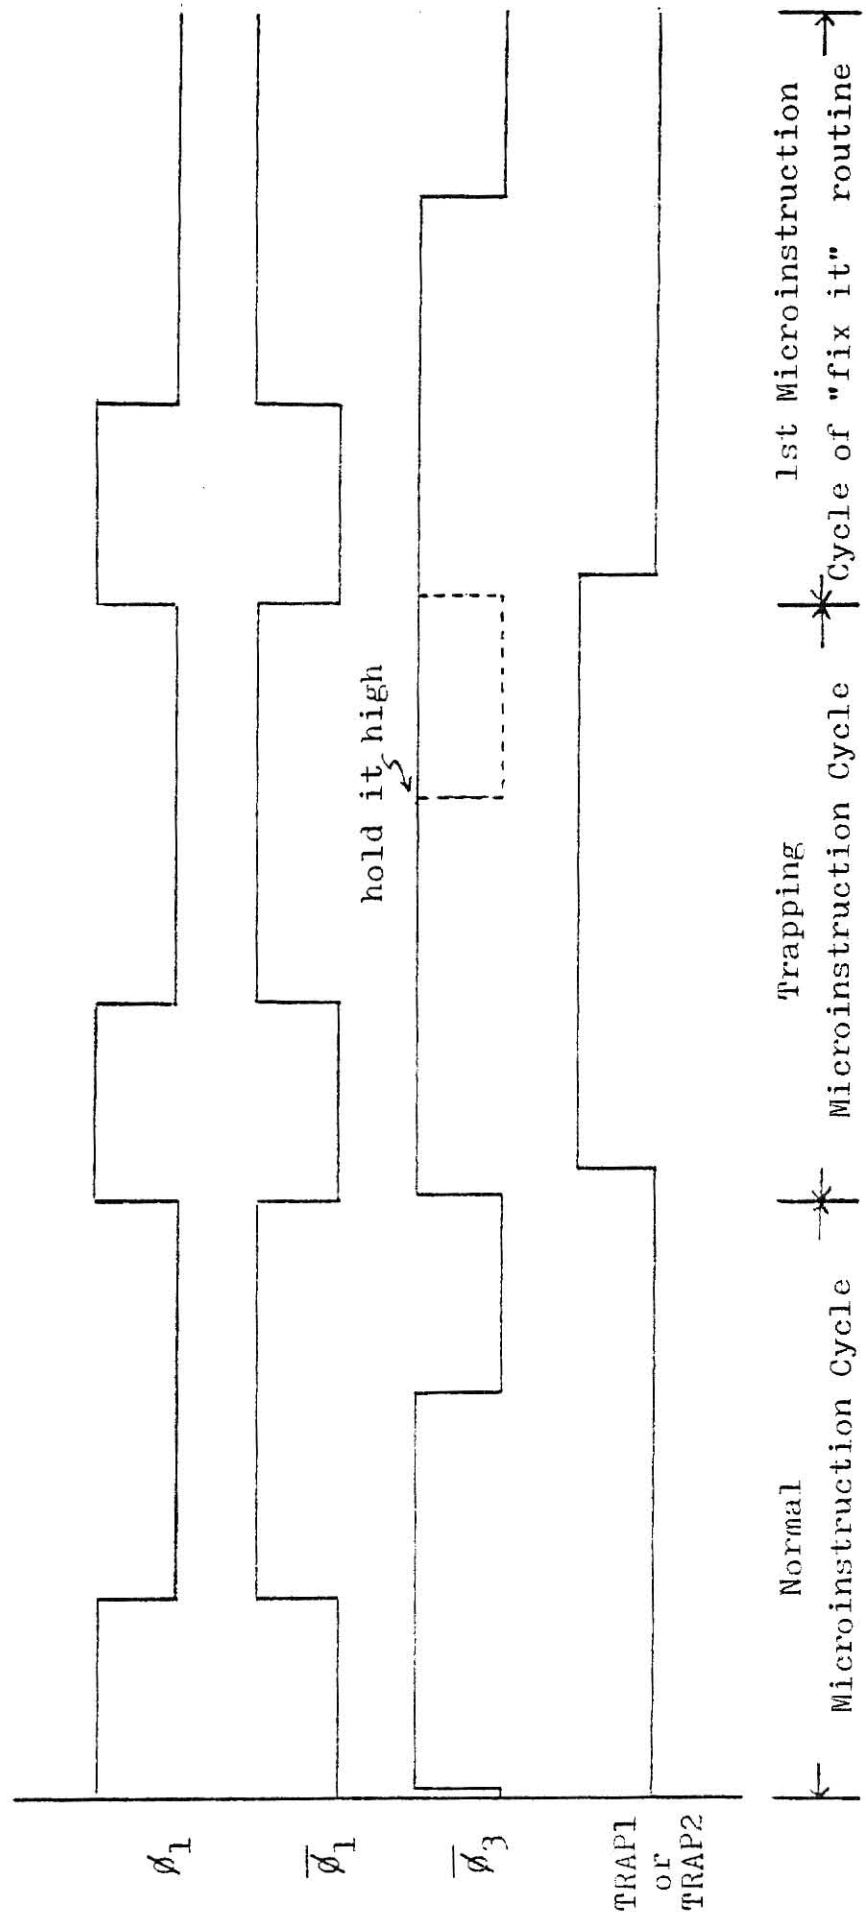 ø₁
ø̅₁
ø̅₃
hold it high
TRAP1
or
TRAP2
Normal
Microinstruction Cycle
Trapping
Microinstruction Cycle
1st Microinstruction
Cycle of "fix it" routine